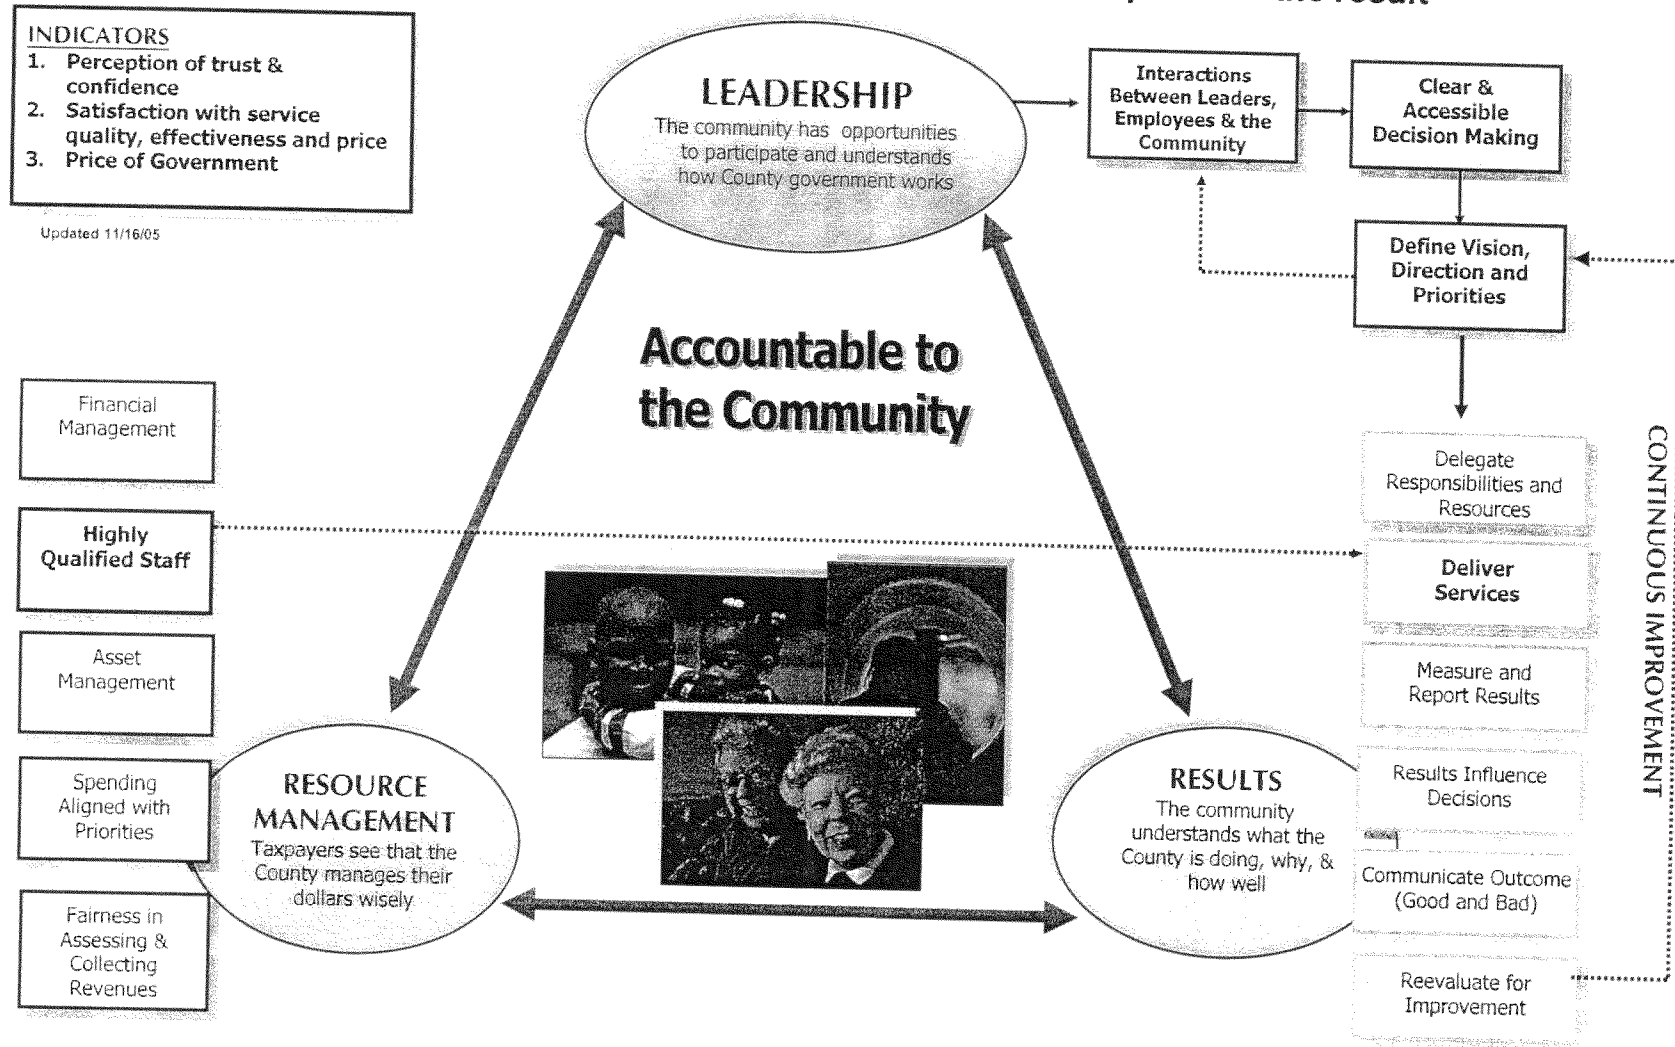 INDICATORS
1. Perception of trust &
confidence
2. Satisfaction with service
quality, effectiveness and price
3. Price of Government
Updated 11/16/05
LEADERSHIP
The community has opportunities
to participate and understands
how County government works
Interactions
Between Leaders,
Employees & the
Community
Clear &
Accessible
Decision Making
Define Vision,
Direction and
Priorities
Accountable to
the Community
Financial
Management
Highly
Qualified Staff
Asset
Management
Spending
Aligned with
Priorities
Fairness in
Assessing &
Collecting
Revenues
RESOURCE
MANAGEMENT
Taxpayers see that the
County manages their
dollars wisely
RESULTS
The community
understands what the
County is doing, why, &
how well
Delegate
Responsibilities and
Resources
Deliver
Services
Measure and
Report Results
Results Influence
Decisions
Communicate Outcome
(Good and Bad)
Reevaluate for
Improvement
CONTINUOUS IMPROVEMENT